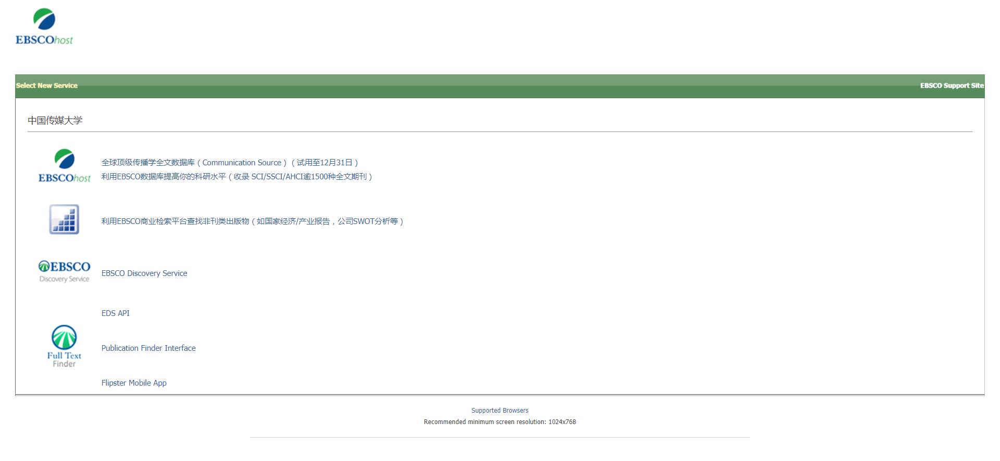 EBSCOhost
Select New Service
EBSCO Support Site
中国传媒大学
EBSCOhost
全球顶级传播学全文数据库（Communication Source）（试用至12月31日）
利用EBSCO数据库提高你的科研水平（收录 SCI/SSCI/AHCI逾1500种全文期刊）
利用EBSCO商业检索平台查找非刊类出版物（如国家经济/产业报告，公司SWOT分析等）
EBSCO
Discovery Service
EBSCO Discovery Service
EDS API
Full Text
Finder
Publication Finder Interface
Flipster Mobile App
Supported Browsers
Recommended minimum screen resolution: 1024x768